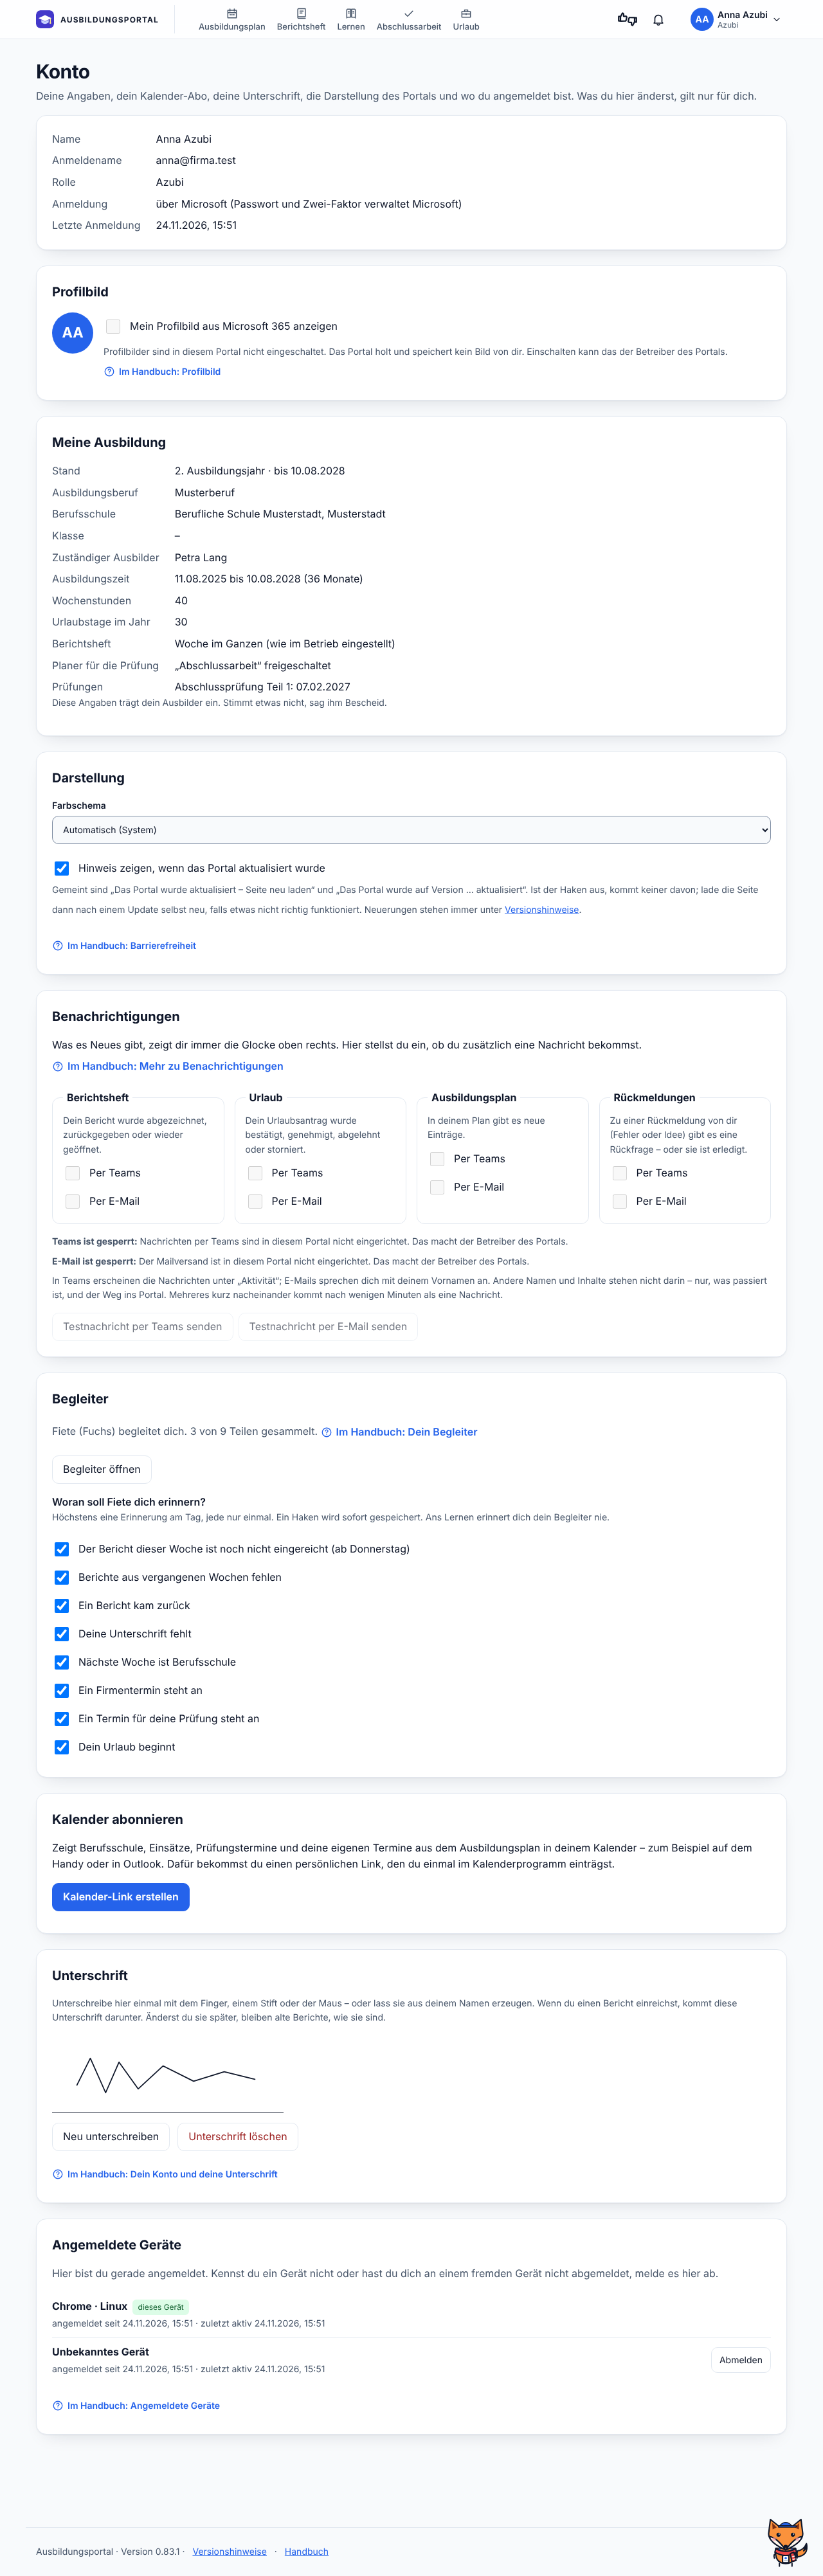 AUSBILDUNGSPORTAL
Ausbildungsplan
Berichtsheft
Lernen
Abschlussarbeit
Urlaub
AA
Anna Azubi
Azubi
Konto
Deine Angaben, dein Kalender-Abo, deine Unterschrift, die Darstellung des Portals und wo du angemeldet bist. Was du hier änderst, gilt nur für dich.
Name Anna Azubi
Anmeldename anna@firma.test
Rolle Azubi
Anmeldung über Microsoft (Passwort und Zwei-Faktor verwaltet Microsoft)
Letzte Anmeldung 24.11.2026, 15:51
Profilbild
AA
Mein Profilbild aus Microsoft 365 anzeigen
Profilbilder sind in diesem Portal nicht eingeschaltet. Das Portal holt und speichert kein Bild von dir. Einschalten kann das der Betreiber des Portals.
Im Handbuch: Profilbild
Meine Ausbildung
Stand 2. Ausbildungsjahr · bis 10.08.2028
Ausbildungsberuf Musterberuf
Berufsschule Berufliche Schule Musterstadt, Musterstadt
Klasse –
Zuständiger Ausbilder Petra Lang
Ausbildungszeit 11.08.2025 bis 10.08.2028 (36 Monate)
Wochenstunden 40
Urlaubstage im Jahr 30
Berichtsheft Woche im Ganzen (wie im Betrieb eingestellt)
Planer für die Prüfung „Abschlussarbeit“ freigeschaltet
Prüfungen Abschlussprüfung Teil 1: 07.02.2027
Diese Angaben trägt dein Ausbilder ein. Stimmt etwas nicht, sag ihm Bescheid.
Darstellung
Farbschema
Automatisch (System)
Hinweis zeigen, wenn das Portal aktualisiert wurde
Gemeint sind „Das Portal wurde aktualisiert – Seite neu laden“ und „Das Portal wurde auf Version … aktualisiert“. Ist der Haken aus, kommt keiner davon; lade die Seite
dann nach einem Update selbst neu, falls etwas nicht richtig funktioniert. Neuerungen stehen immer unter Versionshinweise.
Im Handbuch: Barrierefreiheit
Benachrichtigungen
Was es Neues gibt, zeigt dir immer die Glocke oben rechts. Hier stellst du ein, ob du zusätzlich eine Nachricht bekommst.
Im Handbuch: Mehr zu Benachrichtigungen
Berichtsheft
Dein Bericht wurde abgezeichnet,
zurückgegeben oder wieder
geöffnet.
Per Teams
Per E-Mail
Urlaub
Dein Urlaubsantrag wurde
bestätigt, genehmigt, abgelehnt
oder storniert.
Per Teams
Per E-Mail
Ausbildungsplan
In deinem Plan gibt es neue
Einträge.
Per Teams
Per E-Mail
Rückmeldungen
Zu einer Rückmeldung von dir
(Fehler oder Idee) gibt es eine
Rückfrage – oder sie ist erledigt.
Per Teams
Per E-Mail
Teams ist gesperrt: Nachrichten per Teams sind in diesem Portal nicht eingerichtet. Das macht der Betreiber des Portals.
E-Mail ist gesperrt: Der Mailversand ist in diesem Portal nicht eingerichtet. Das macht der Betreiber des Portals.
In Teams erscheinen die Nachrichten unter „Aktivität“; E-Mails sprechen dich mit deinem Vornamen an. Andere Namen und Inhalte stehen nicht darin – nur, was passiert
ist, und der Weg ins Portal. Mehreres kurz nacheinander kommt nach wenigen Minuten als eine Nachricht.
Testnachricht per Teams senden
Testnachricht per E-Mail senden
Begleiter
Fiete (Fuchs) begleitet dich. 3 von 9 Teilen gesammelt. Im Handbuch: Dein Begleiter
Begleiter öffnen
Woran soll Fiete dich erinnern?
Höchstens eine Erinnerung am Tag, jede nur einmal. Ein Haken wird sofort gespeichert. Ans Lernen erinnert dich dein Begleiter nie.
Der Bericht dieser Woche ist noch nicht eingereicht (ab Donnerstag)
Berichte aus vergangenen Wochen fehlen
Ein Bericht kam zurück
Deine Unterschrift fehlt
Nächste Woche ist Berufsschule
Ein Firmentermin steht an
Ein Termin für deine Prüfung steht an
Dein Urlaub beginnt
Kalender abonnieren
Zeigt Berufsschule, Einsätze, Prüfungstermine und deine eigenen Termine aus dem Ausbildungsplan in deinem Kalender – zum Beispiel auf dem
Handy oder in Outlook. Dafür bekommst du einen persönlichen Link, den du einmal im Kalenderprogramm einträgst.
Kalender-Link erstellen
Unterschrift
Unterschreibe hier einmal mit dem Finger, einem Stift oder der Maus – oder lass sie aus deinem Namen erzeugen. Wenn du einen Bericht einreichst, kommt diese
Unterschrift darunter. Änderst du sie später, bleiben alte Berichte, wie sie sind.
Neu unterschreiben
Unterschrift löschen
Im Handbuch: Dein Konto und deine Unterschrift
Angemeldete Geräte
Hier bist du gerade angemeldet. Kennst du ein Gerät nicht oder hast du dich an einem fremden Gerät nicht abgemeldet, melde es hier ab.
Chrome · Linux dieses Gerät
angemeldet seit 24.11.2026, 15:51 · zuletzt aktiv 24.11.2026, 15:51
Unbekanntes Gerät
angemeldet seit 24.11.2026, 15:51 · zuletzt aktiv 24.11.2026, 15:51
Abmelden
Im Handbuch: Angemeldete Geräte
Ausbildungsportal · Version 0.83.1 · Versionshinweise · Handbuch